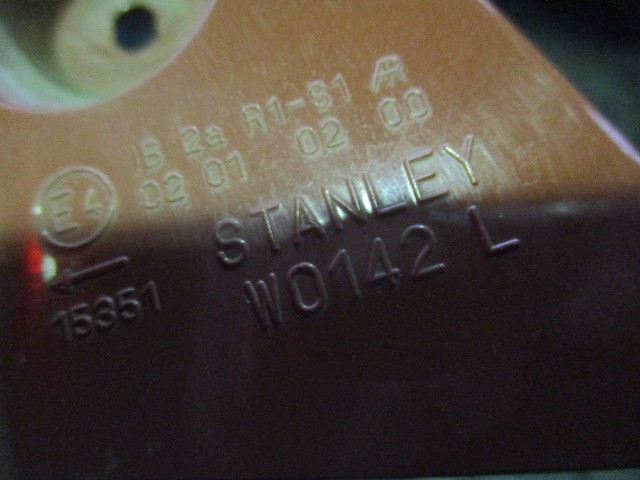 IB 2a R1-S1 AR
02 01 02 00
E4
STANLEY
15351
W0142 L